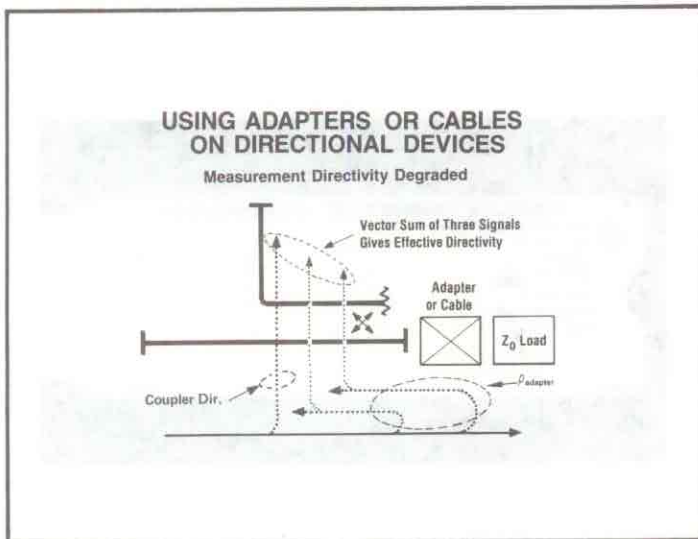 USING ADAPTERS OR CABLES
ON DIRECTIONAL DEVICES
Measurement Directivity Degraded
Vector Sum of Three Signals
Gives Effective Directivity
Adapter
or Cable
Z₀ Load
Coupler Dir.
ρadapter